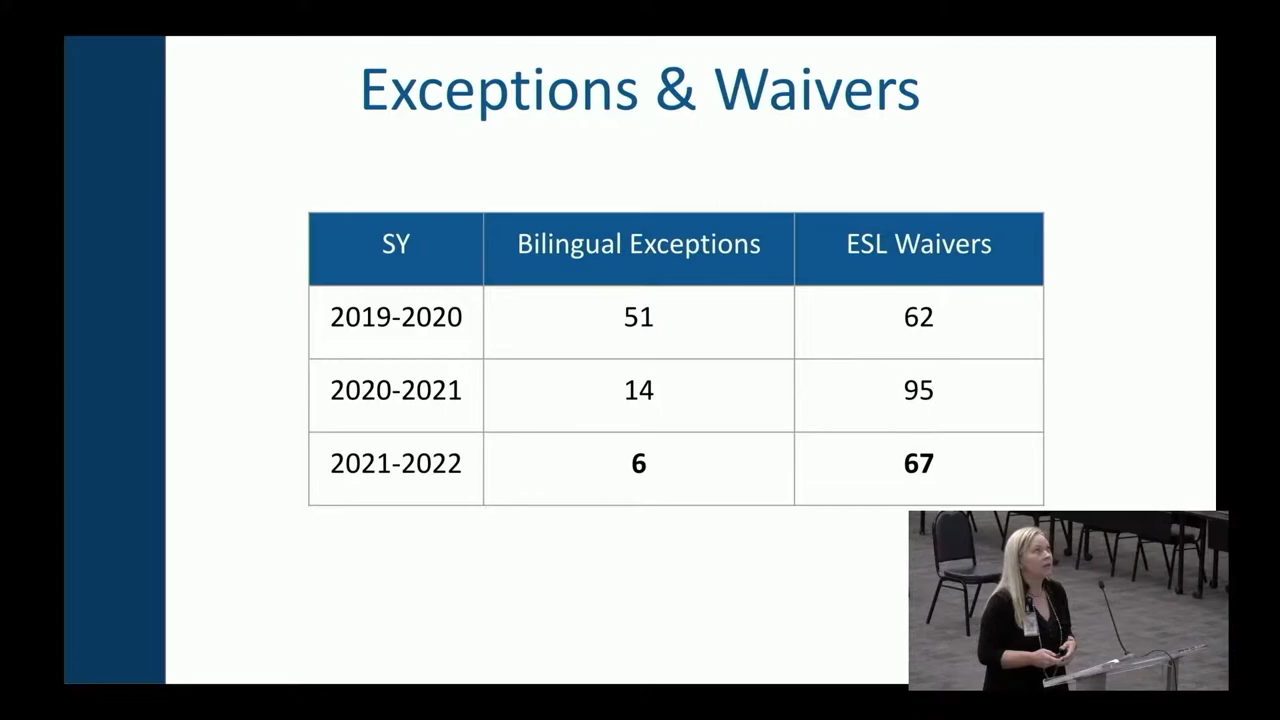 Exceptions & Waivers
SY Bilingual Exceptions ESL Waivers
2019-2020 51 62
2020-2021 14 95
2021-2022 6 67